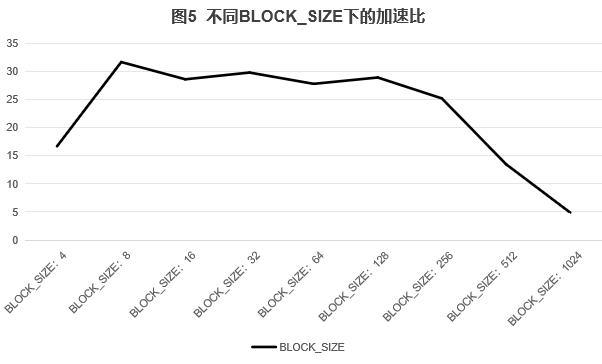 图5 不同BLOCK_SIZE下的加速比
35
30
25
20
15
10
5
0
BLOCK_SIZE: 4
BLOCK_SIZE: 8
BLOCK_SIZE: 16
BLOCK_SIZE: 32
BLOCK_SIZE: 64
BLOCK_SIZE: 128
BLOCK_SIZE: 256
BLOCK_SIZE: 512
BLOCK_SIZE: 1024
BLOCK_SIZE